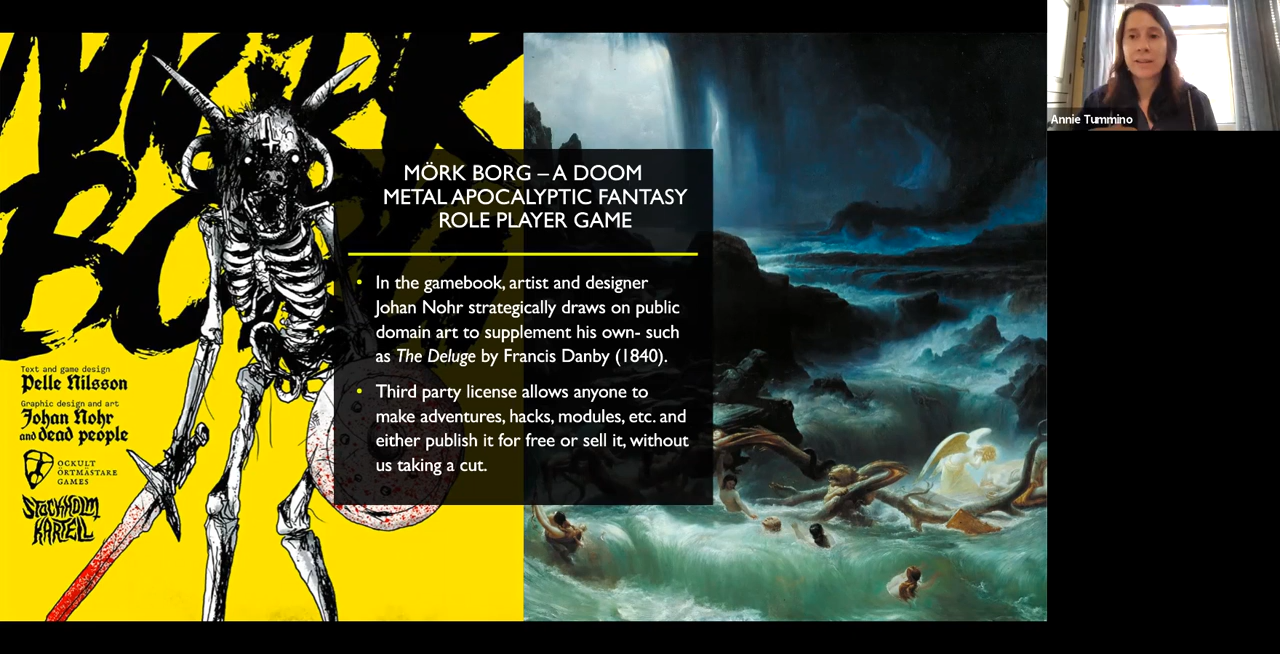 MÖRK
BORG
MÖRK BORG – A DOOM
METAL APOCALYPTIC FANTASY
ROLE PLAYER GAME
• In the gamebook, artist and designer
Johan Nohr strategically draws on public
domain art to supplement his own- such
as The Deluge by Francis Danby (1840).
• Third party license allows anyone to
make adventures, hacks, modules, etc. and
either publish it for free or sell it, without
us taking a cut.
Text and game design
Pelle Nilsson
Graphic design and art
Johan Nohr
and dead people
OCKULT
ÖRTMÄSTARE
GAMES
STOCKHOLM
KARTELL
Annie Tummino